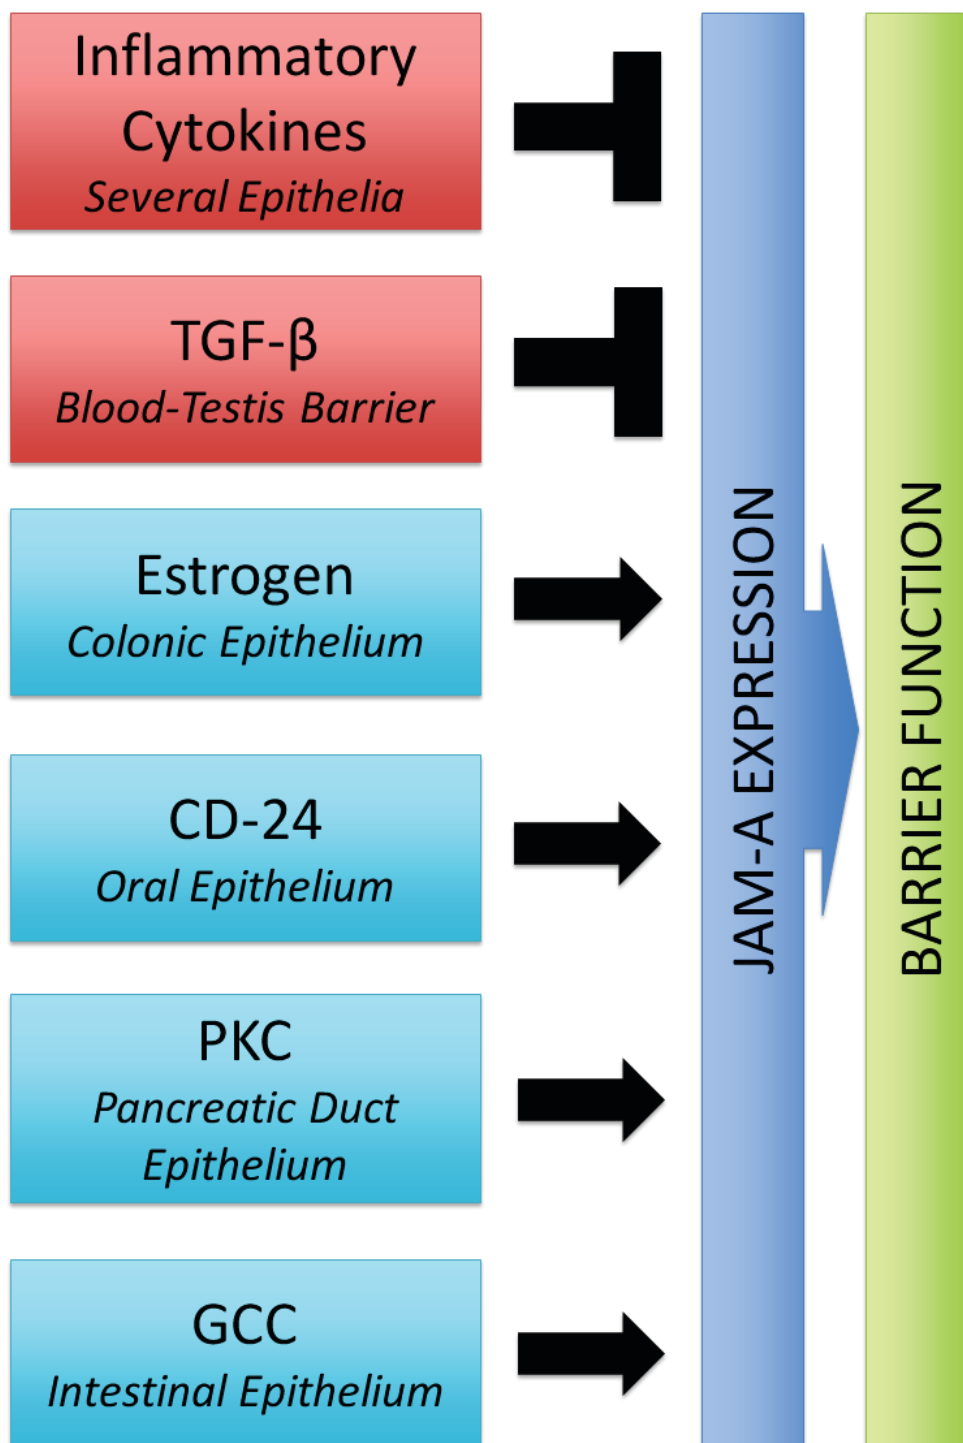 Inflammatory
Cytokines
Several Epithelia
TGF-β
Blood-Testis Barrier
Estrogen
Colonic Epithelium
CD-24
Oral Epithelium
PKC
Pancreatic Duct
Epithelium
GCC
Intestinal Epithelium
JAM-A EXPRESSION
BARRIER FUNCTION